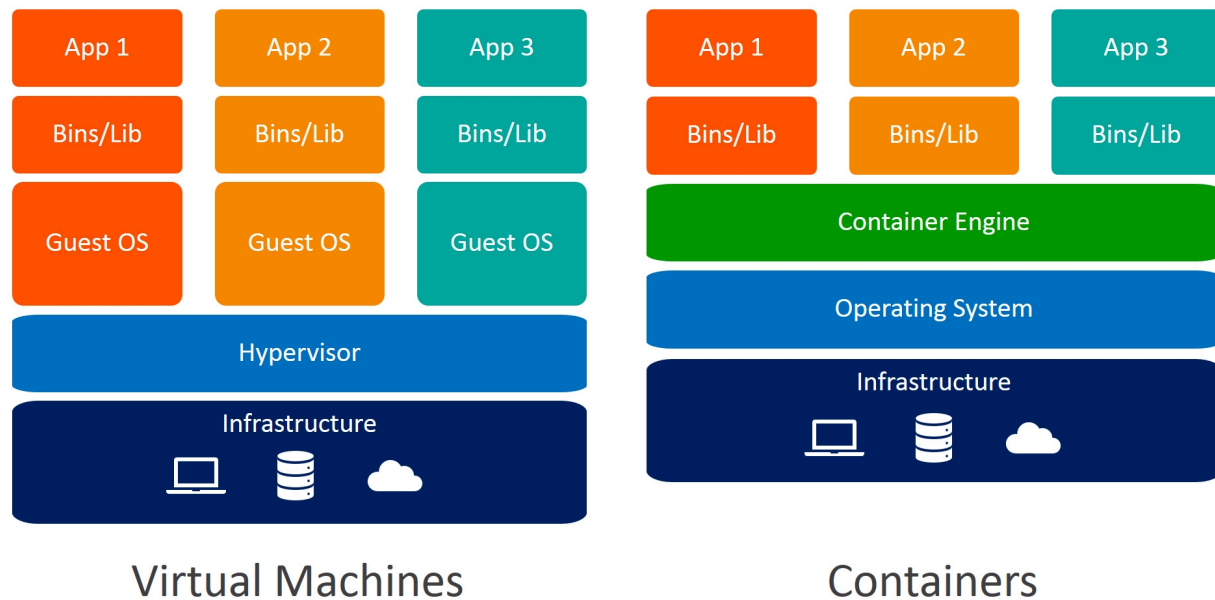 App 1
App 2
App 3
Bins/Lib
Bins/Lib
Bins/Lib
Guest OS
Guest OS
Guest OS
Hypervisor
Infrastructure
Virtual Machines
App 1
App 2
App 3
Bins/Lib
Bins/Lib
Bins/Lib
Container Engine
Operating System
Infrastructure
Containers